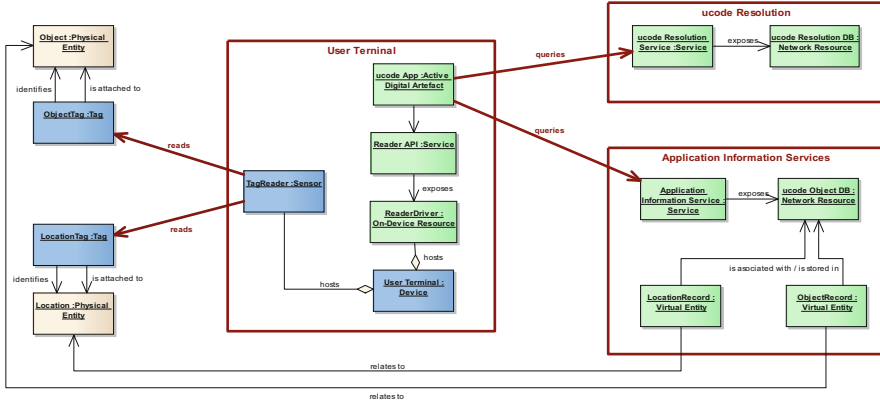 ucode Resolution
Object :Physical
Entity
User Terninal
ucode Resolution
Service :Service
exposes
ucode Resolution DB :
Network Resource
queries
ucode App :Active
Digital Artefact
identifies
is attached to
ObjectTag :Tag
reads
queries
Reader API :Service
Application Information Services
TagReader :Sensor
exposes
Application
Information Service :
Service
exposes
ucode Object DB :
Network Resource
ReaderDriver :
On-Device Resource
LocationTag :Tag
reads
hosts
is asociated with / is stored in
identifies
is attached to
hosts
User Terminal :
Device
Location :Physical
Entity
LocationRecord :
Virtual Entity
ObjectRecord :
Virtual Entity
relates to
relates to